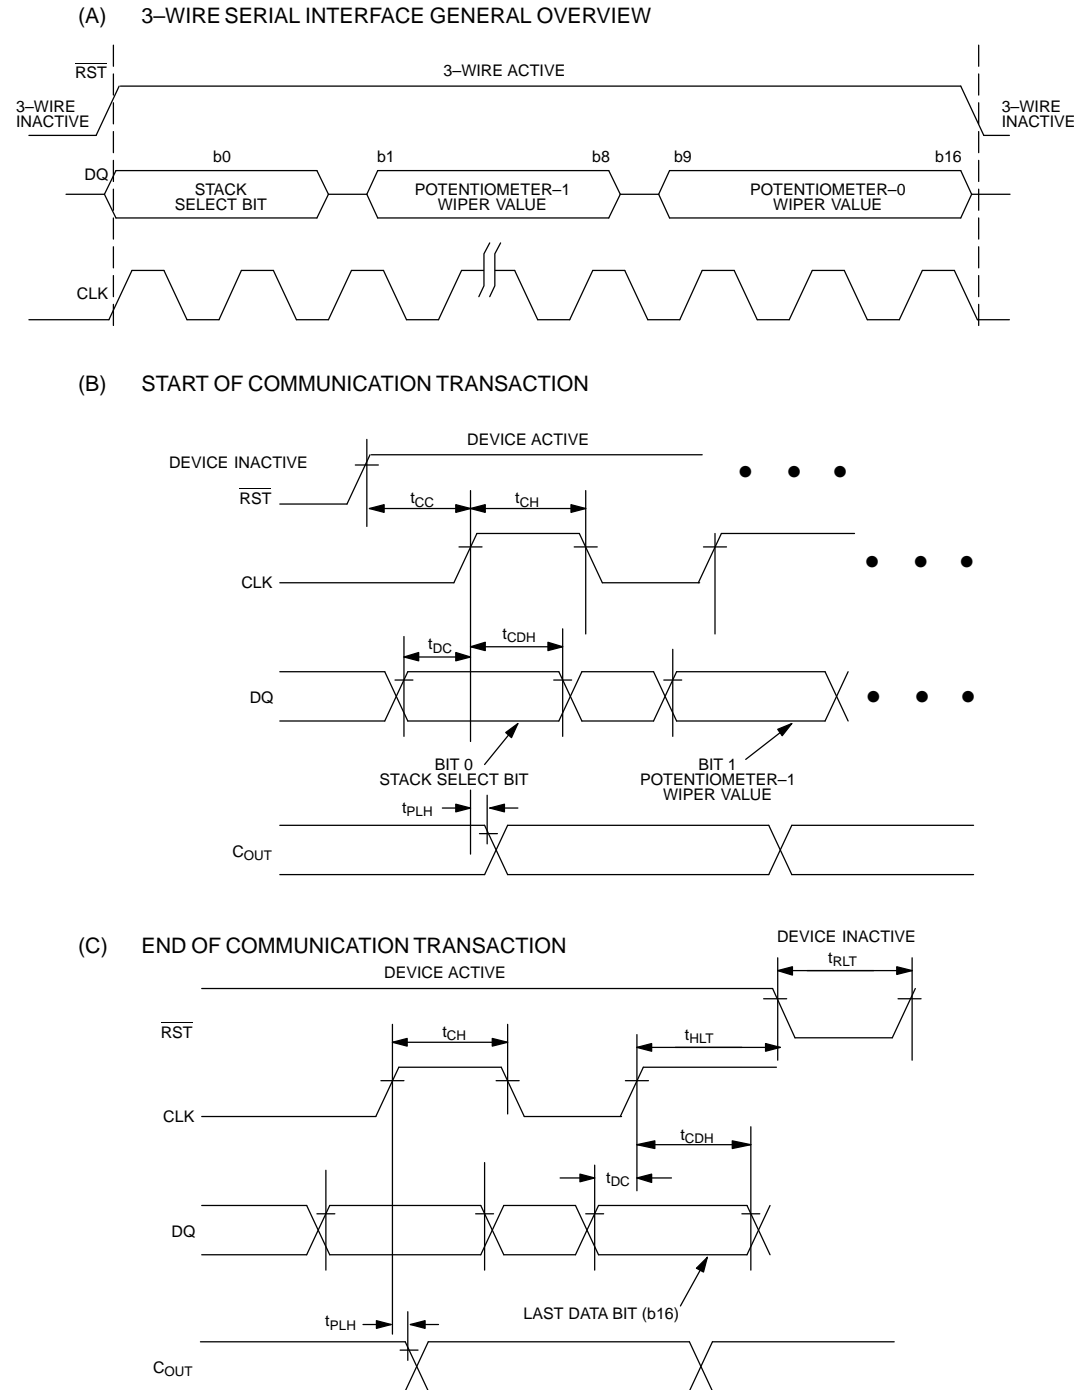 (A) 3–WIRE SERIAL INTERFACE GENERAL OVERVIEW
RST
3–WIRE ACTIVE
3–WIRE
INACTIVE
3–WIRE
INACTIVE
b0 b1 b8 b9 b16
DQ
STACK
SELECT BIT
POTENTIOMETER–1
WIPER VALUE
POTENTIOMETER–0
WIPER VALUE
CLK
(B) START OF COMMUNICATION TRANSACTION
DEVICE ACTIVE
DEVICE INACTIVE
RST
tCC tCH
CLK
tDC tCDH
DQ
BIT 0
STACK SELECT BIT
BIT 1
POTENTIOMETER–1
WIPER VALUE
tPLH
COUT
(C) END OF COMMUNICATION TRANSACTION
DEVICE INACTIVE
DEVICE ACTIVE
tRLT
RST
tCH tHLT
CLK
tCDH
tDC
DQ
LAST DATA BIT (b16)
tPLH
COUT